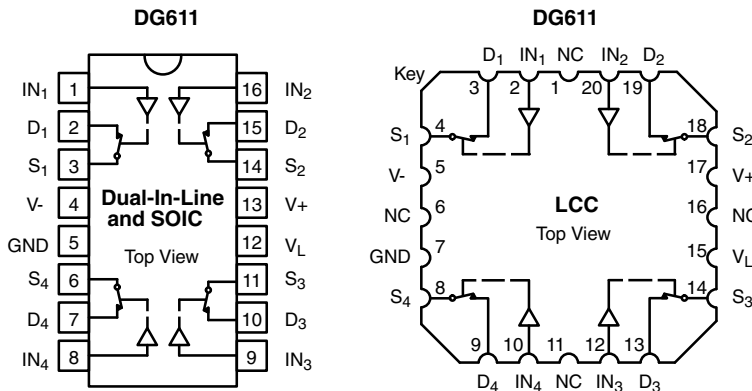 DG611
IN1 1 16 IN2
D1 2 15 D2
S1 3 14 S2
V- 4 13 V+
GND 5 12 VL
S4 6 11 S3
D4 7 10 D3
IN4 8 9 IN3
Dual-In-Line
and SOIC
Top View
DG611
D1 IN1 NC IN2 D2
Key 3 2 1 20 19
S1 4 18 S2
V- 5 17 V+
NC 6 16 NC
GND 7 15 VL
S4 8 14 S3
LCC
Top View
9 10 11 12 13
D4 IN4 NC IN3 D3